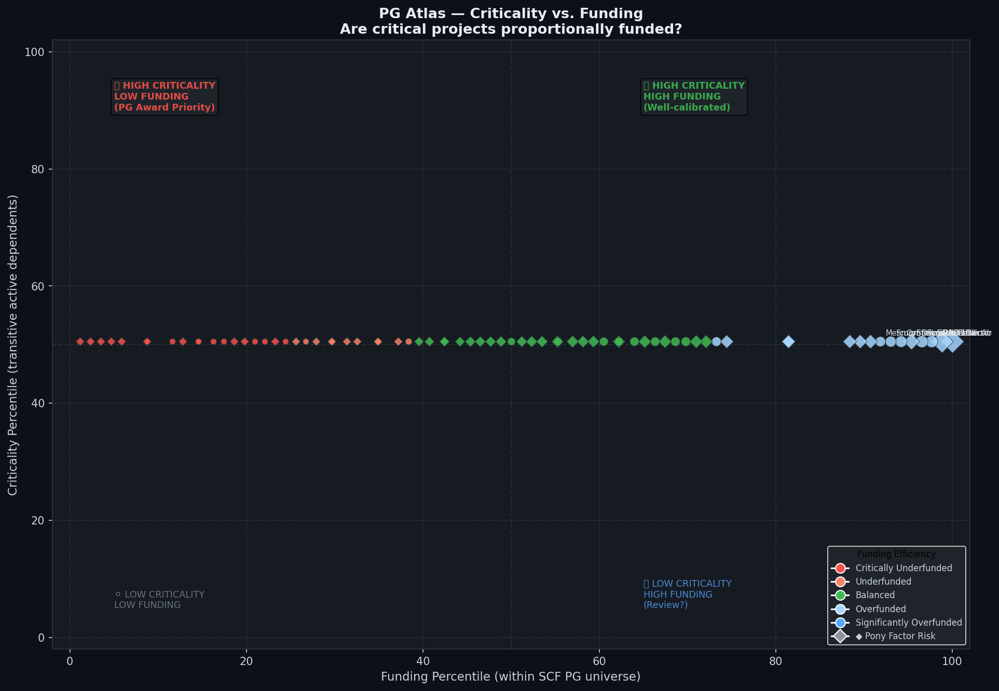 PG Atlas — Criticality vs. Funding
Are critical projects proportionally funded?
Criticality Percentile (transitive active dependents)
100
80
60
40
20
0
HIGH CRITICALITY
LOW FUNDING
(PG Award Priority)
HIGH CRITICALITY
HIGH FUNDING
(Well-calibrated)
LOW CRITICALITY
LOW FUNDING
LOW CRITICALITY
HIGH FUNDING
(Review?)
Funding Efficiency
Critically Underfunded
Underfunded
Balanced
Overfunded
Significantly Overfunded
◆ Pony Factor Risk
0
20
40
60
80
100
Funding Percentile (within SCF PG universe)